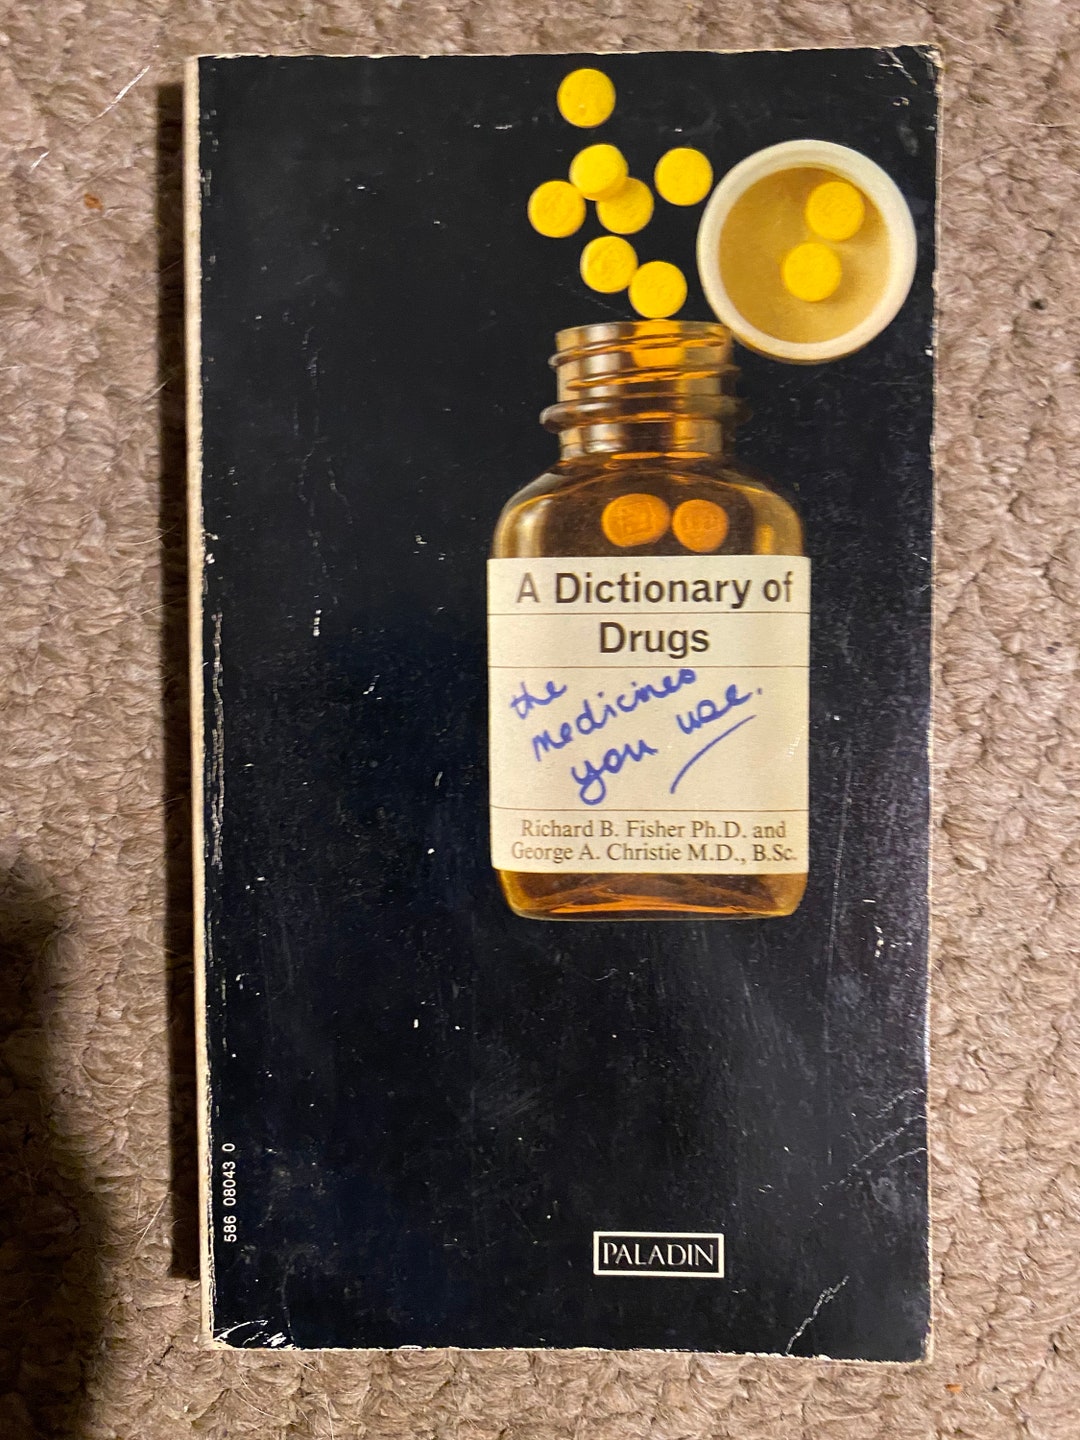 A Dictionary of
Drugs
the
medicines
you use.
Richard B. Fisher Ph.D. and
George A. Christie M.D., B.Sc.
586 08043 0
PALADIN